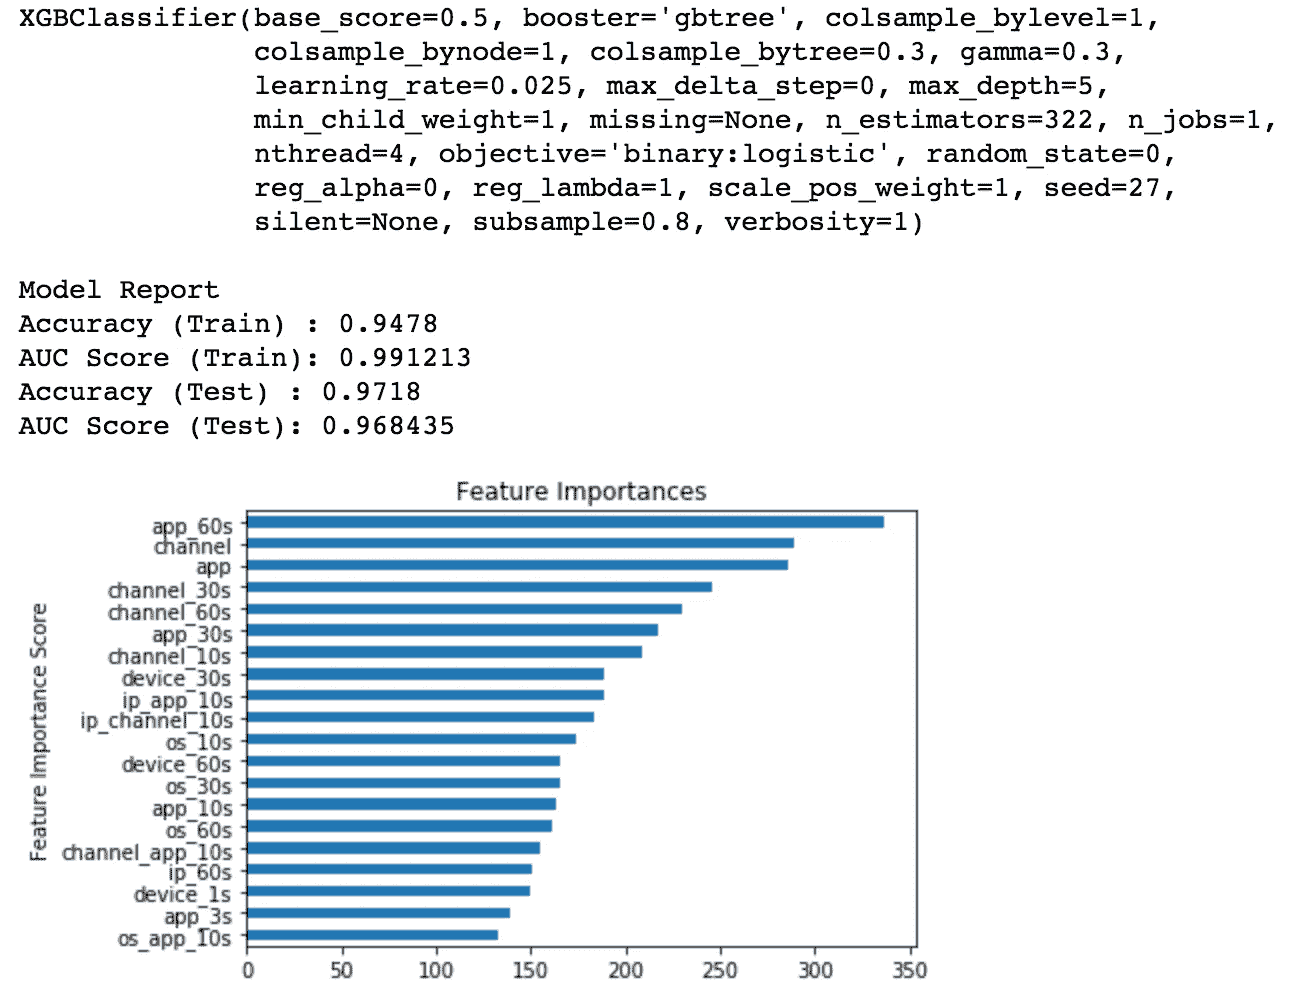 XGBClassifier(base_score=0.5, booster='gbtree', colsample_bylevel=1,
colsample_bynode=1, colsample_bytree=0.3, gamma=0.3,
learning_rate=0.025, max_delta_step=0, max_depth=5,
min_child_weight=1, missing=None, n_estimators=322, n_jobs=1,
nthread=4, objective='binary:logistic', random_state=0,
reg_alpha=0, reg_lambda=1, scale_pos_weight=1, seed=27,
silent=None, subsample=0.8, verbosity=1)
Model Report
Accuracy (Train) : 0.9478
AUC Score (Train): 0.991213
Accuracy (Test) : 0.9718
AUC Score (Test): 0.968435
Feature Importances
Feature Importance Score
app_60s
channel
app
channel_30s
channel_60s
app_30s
channel_10s
device_30s
ip_app_10s
ip_channel_10s
os_10s
device_60s
os_30s
app_10s
os_60s
channel_app_10s
ip_60s
device_1s
app_3s
os_app_10s
0 50 100 150 200 250 300 350